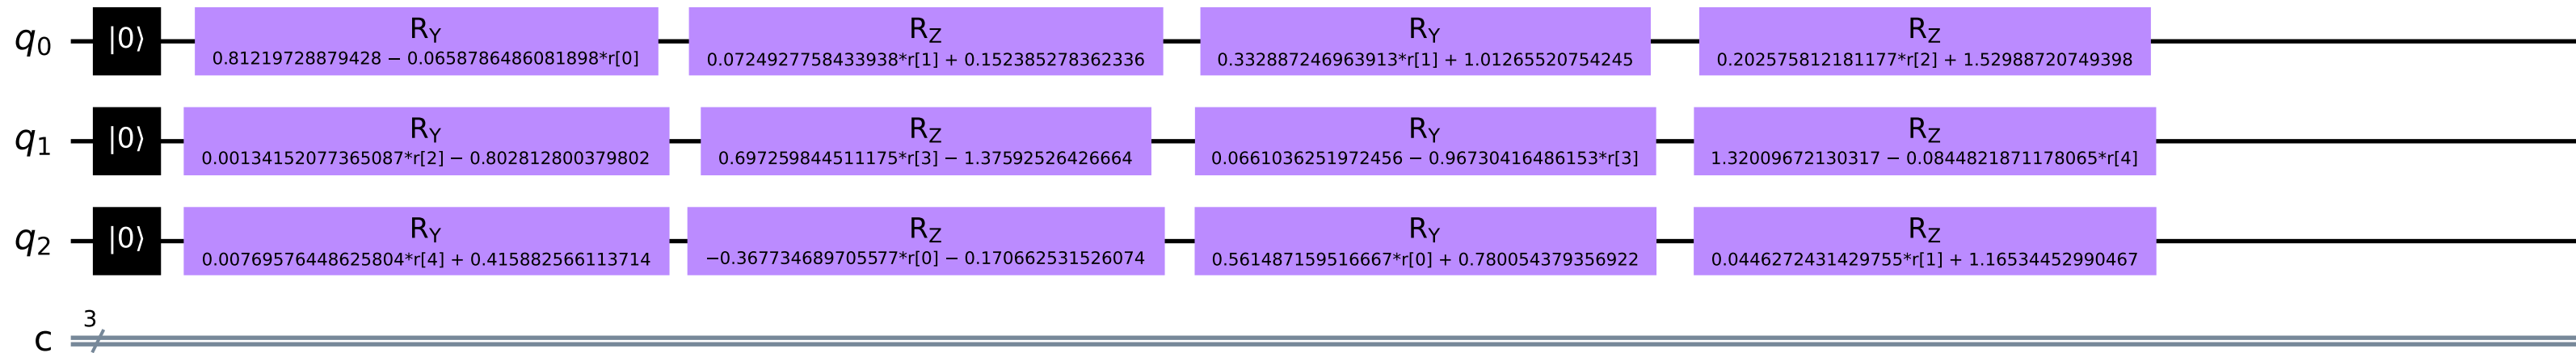 q0 |0⟩ RY RZ RY RZ
0.81219728879428 − 0.0658786486081898*r[0] 0.0724927758433938*r[1] + 0.152385278362336 0.332887246963913*r[1] + 1.01265520754245 0.202575812181177*r[2] + 1.52988720749398
q1 |0⟩ RY RZ RY RZ
0.00134152077365087*r[2] − 0.802812800379802 0.697259844511175*r[3] − 1.37592526426664 0.0661036251972456 − 0.96730416486153*r[3] 1.32009672130317 − 0.0844821871178065*r[4]
q2 |0⟩ RY RZ RY RZ
0.00769576448625804*r[4] + 0.415882566113714 −0.367734689705577*r[0] − 0.170662531526074 0.561487159516667*r[0] + 0.780054379356922 0.0446272431429755*r[1] + 1.16534452990467
3
c